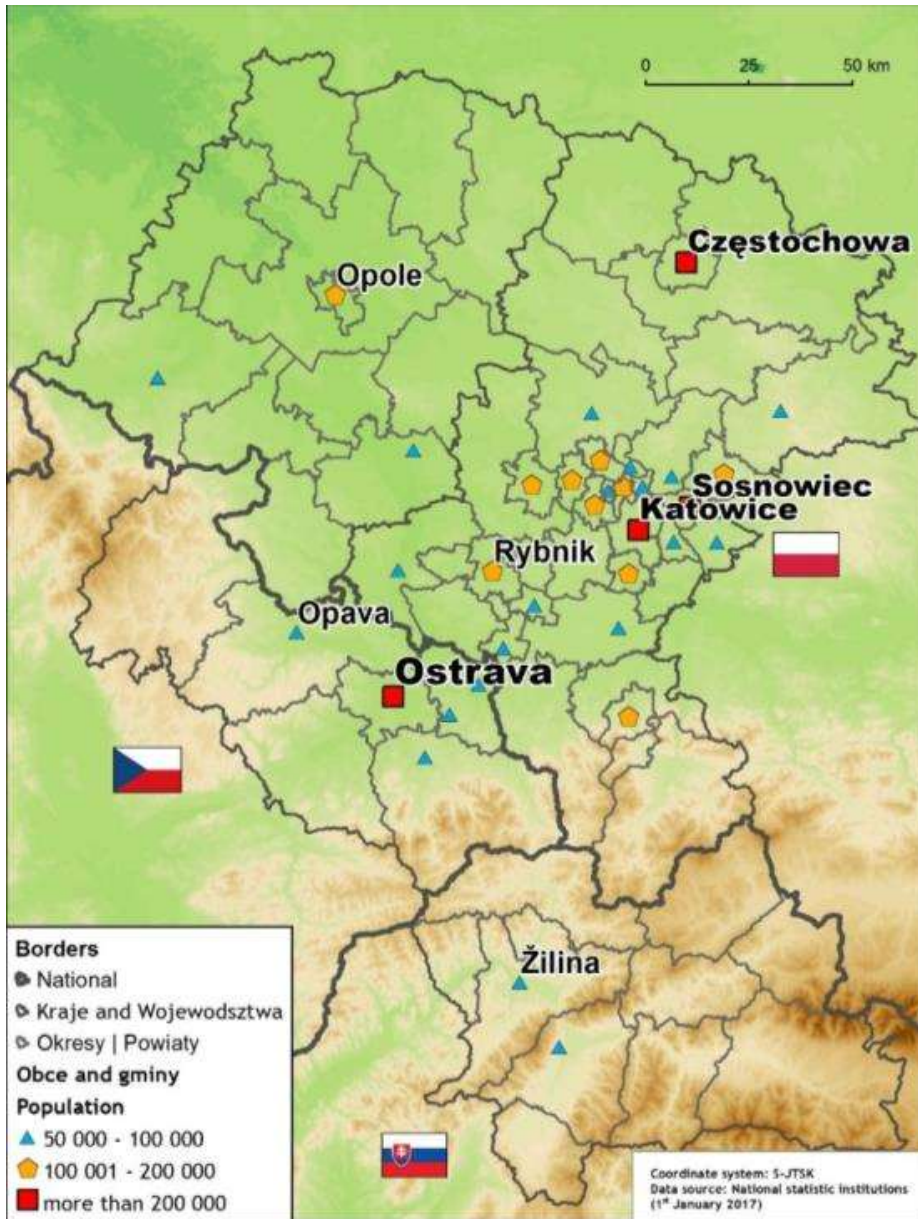 0 25 50 km
Częstochowa
Opole
Sosnowiec
Katowice
Rybnik
Opava
Ostrava
Žilina
Borders
National
Kraje and Wojewodsztwa
Okresy | Powiaty
Obce and gminy
Population
50 000 - 100 000
100 001 - 200 000
more than 200 000
Coordinate system: S-JTSK
Data source: National statistic institutions
(1st January 2017)